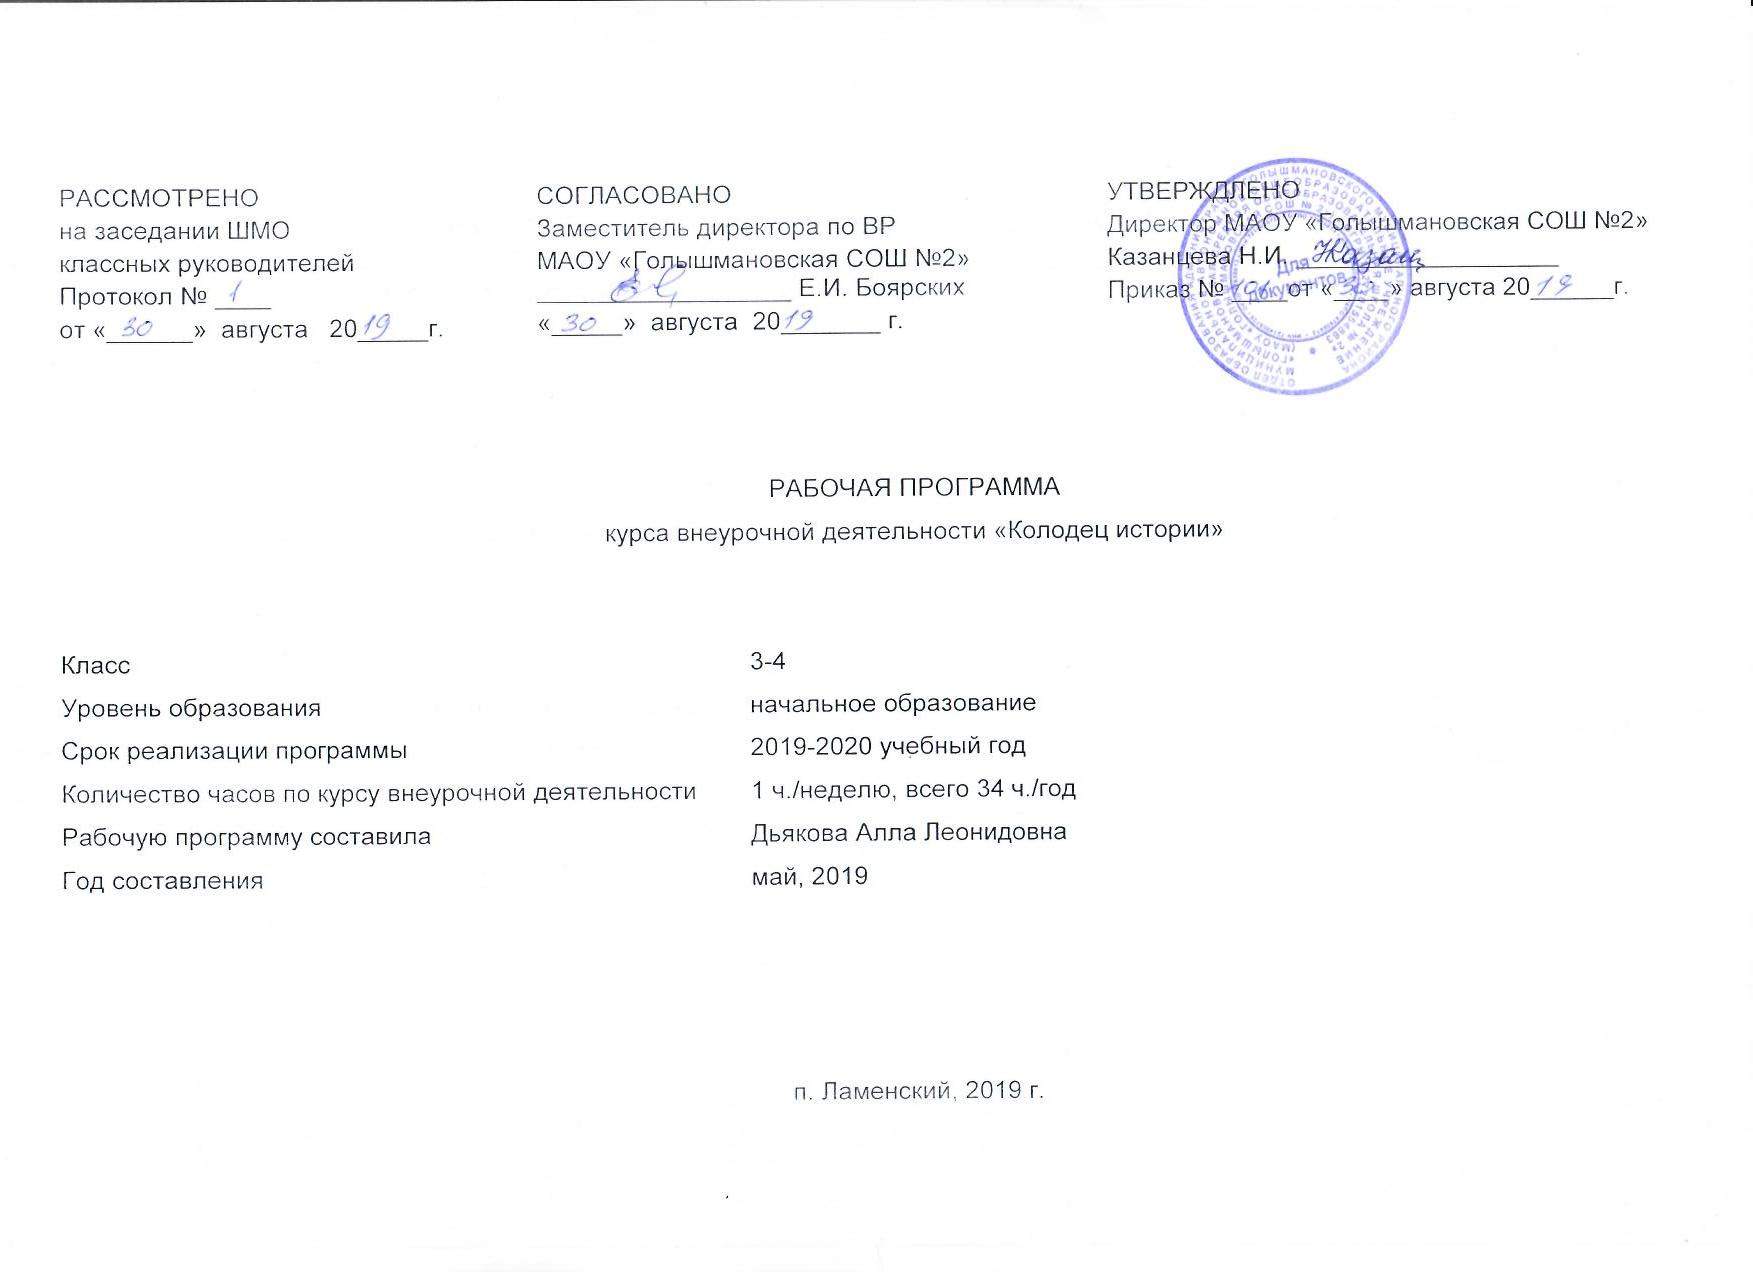 РАССМОТРЕНО
на заседании ШМО
классных руководителей
Протокол № 1
от «30» августа 2019 г.
СОГЛАСОВАНО
Заместитель директора по ВР
МАОУ «Голышмановская СОШ №2»
Е.И. Боярских
«30» августа 2019 г.
УТВЕРЖДЛЕНО
Директор МАОУ «Голышмановская СОШ №2»
Казанцева Н.И.
Приказ № от « » августа 2019 г.
Для
документов
РАБОЧАЯ ПРОГРАММА
курса внеурочной деятельности «Колодец истории»
Класс 3-4
Уровень образования начальное образование
Срок реализации программы 2019-2020 учебный год
Количество часов по курсу внеурочной деятельности 1 ч./неделю, всего 34 ч./год
Рабочую программу составила Дьякова Алла Леонидовна
Год составления май, 2019
п. Ламенский, 2019 г.